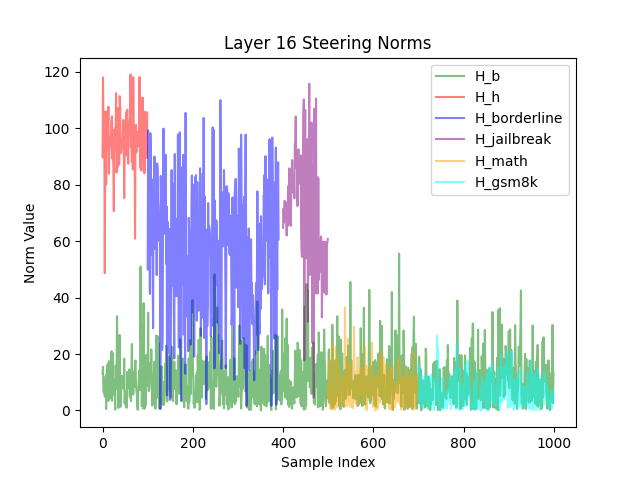 Layer 16 Steering Norms
120
100
80
60
40
20
0
Norm Value
0
200
400
600
800
1000
Sample Index
H_b
H_h
H_borderline
H_jailbreak
H_math
H_gsm8k